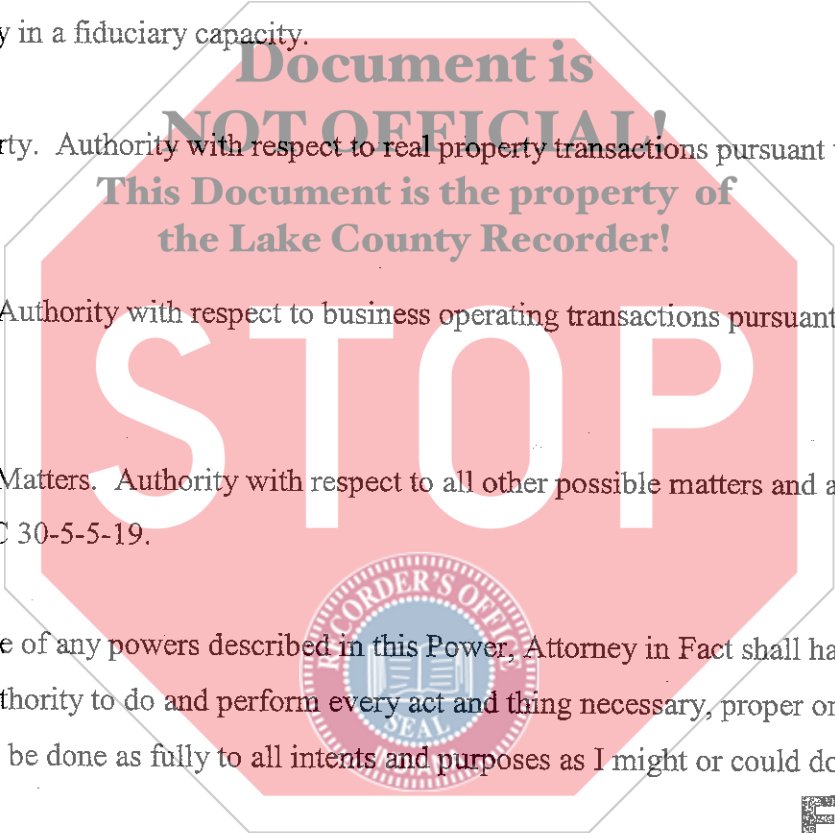 y in a fiduciary capacity.
Document is
NOT OFFICIAL!
rty. Authority with respect to real property transactions pursuant
This Document is the property of
the Lake County Recorder!
Authority with respect to business operating transactions pursuant
STOP
Matters. Authority with respect to all other possible matters and a
C 30-5-5-19.
RECORDER'S OFFICE
e of any powers described in this Power, Attorney in Fact shall ha
thority to do and perform every act and thing necessary, proper or
SEAL
be done as fully to all intents and purposes as I might or could do